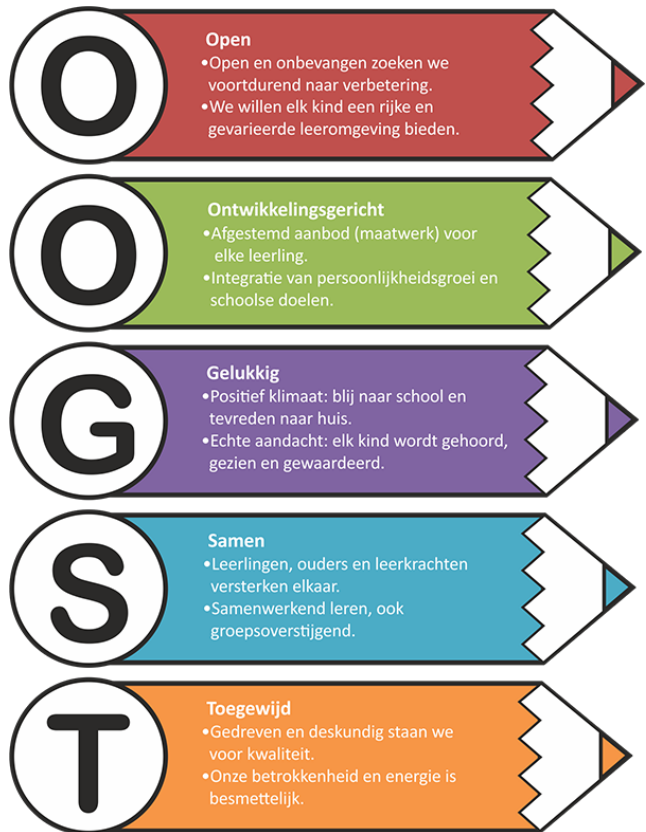 O
Open
•Open en onbevangen zoeken we
voortdurend naar verbetering.
•We willen elk kind een rijke en
gevarieerde leeromgeving bieden.
O
Ontwikkelingsgericht
•Afgestemd aanbod (maatwerk) voor
elke leerling.
•Integratie van persoonlijkheidsgroei en
schoolse doelen.
G
Gelukkig
•Positief klimaat: blij naar school en
tevreden naar huis.
•Echte aandacht: elk kind wordt gehoord,
gezien en gewaardeerd.
S
Samen
•Leerlingen, ouders en leerkrachten
versterken elkaar.
•Samenwerkend leren, ook
groepsoverstijgend.
T
Toegewijd
•Gedreven en deskundig staan we
voor kwaliteit.
•Onze betrokkenheid en energie is
besmettelijk.